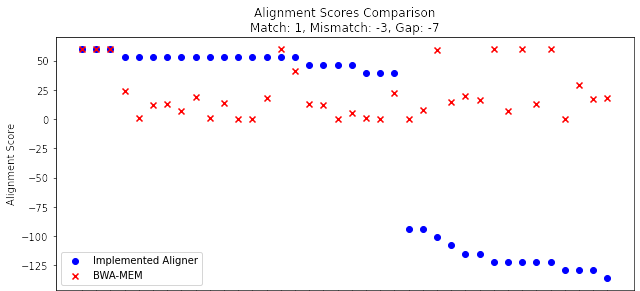 Alignment Scores Comparison
Match: 1, Mismatch: -3, Gap: -7
Alignment Score
50
25
0
−25
−50
−75
−100
−125
Implemented Aligner
BWA-MEM